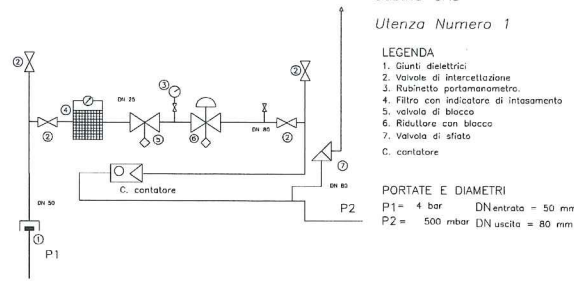 Utenza Numero 1
LEGENDA
1. Giunti dielettrici
2. Valvole di intercettazione
3. Rubinetto portamanometro.
4. Filtro con indicatore di intasamento
5. valvola di blocco
6. Riduttore con blocco
7. Valvola di sfiato
C. contatore
PORTATE E DIAMETRI
P1= 4 bar DN entrata = 50 mm
P2= 500 mbar DN uscita = 80 mm
2
2
3
4
DN 25
DN 80
2
5
6
2
7
C. contatore
DN 80
DN 50
P2
1
P1